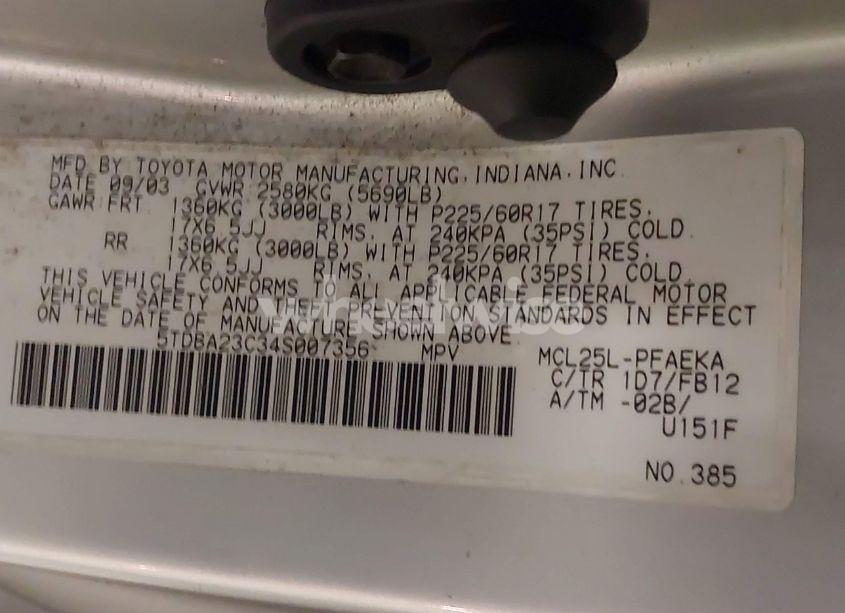 MFD BY TOYOTA MOTOR MANUFACTURING, INDIANA, INC.
DATE 09/03 GVWR 2580KG (5690LB)
GAWR FRT 1360KG (3000LB) WITH P225/60R17 TIRES.
17X6.5JJ RIMS. AT 240KPA (35PSI) COLD.
RR 1360KG (3000LB) WITH P225/60R17 TIRES.
17X6.5JJ RIMS. AT 240KPA (35PSI) COLD.
THIS VEHICLE CONFORMS TO ALL APPLICABLE FEDERAL MOTOR
VEHICLE SAFETY AND THEFT PREVENTION STANDARDS IN EFFECT
ON THE DATE OF MANUFACTURE SHOWN ABOVE.
5TDBA23C34S007356 MPV
MCL25L-PFAEKA
C/TR 1D7/FB12
A/TM -02B/
U151F
NO.385